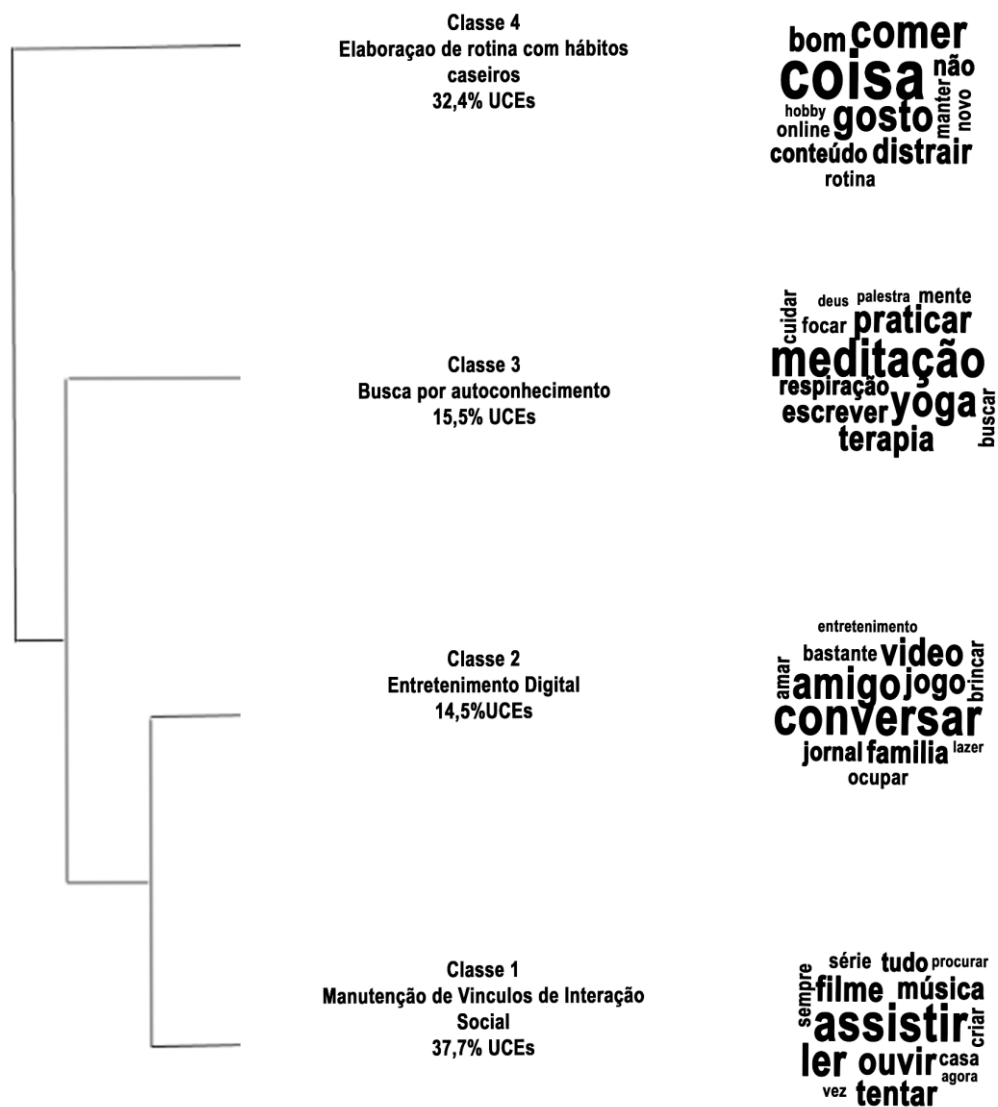 Classe 4
Elaboraçao de rotina com hábitos
caseiros
32,4% UCEs
bom comer
coisa não
hobby gosto manter novo
online
conteúdo distrair
rotina
Classe 3
Busca por autoconhecimento
15,5% UCEs
cuidar deus palestra mente
focar praticar
meditação
respiração
escrever yoga buscar
terapia
Classe 2
Entretenimento Digital
14,5%UCEs
entretenimento
bastante video
amar amigo jogo brincar
conversar
jornal familia lazer
ocupar
Classe 1
Manutenção de Vinculos de Interação
Social
37,7% UCEs
série tudo procurar
sempre filme música
assistir criar
ler ouvir casa
agora
vez tentar